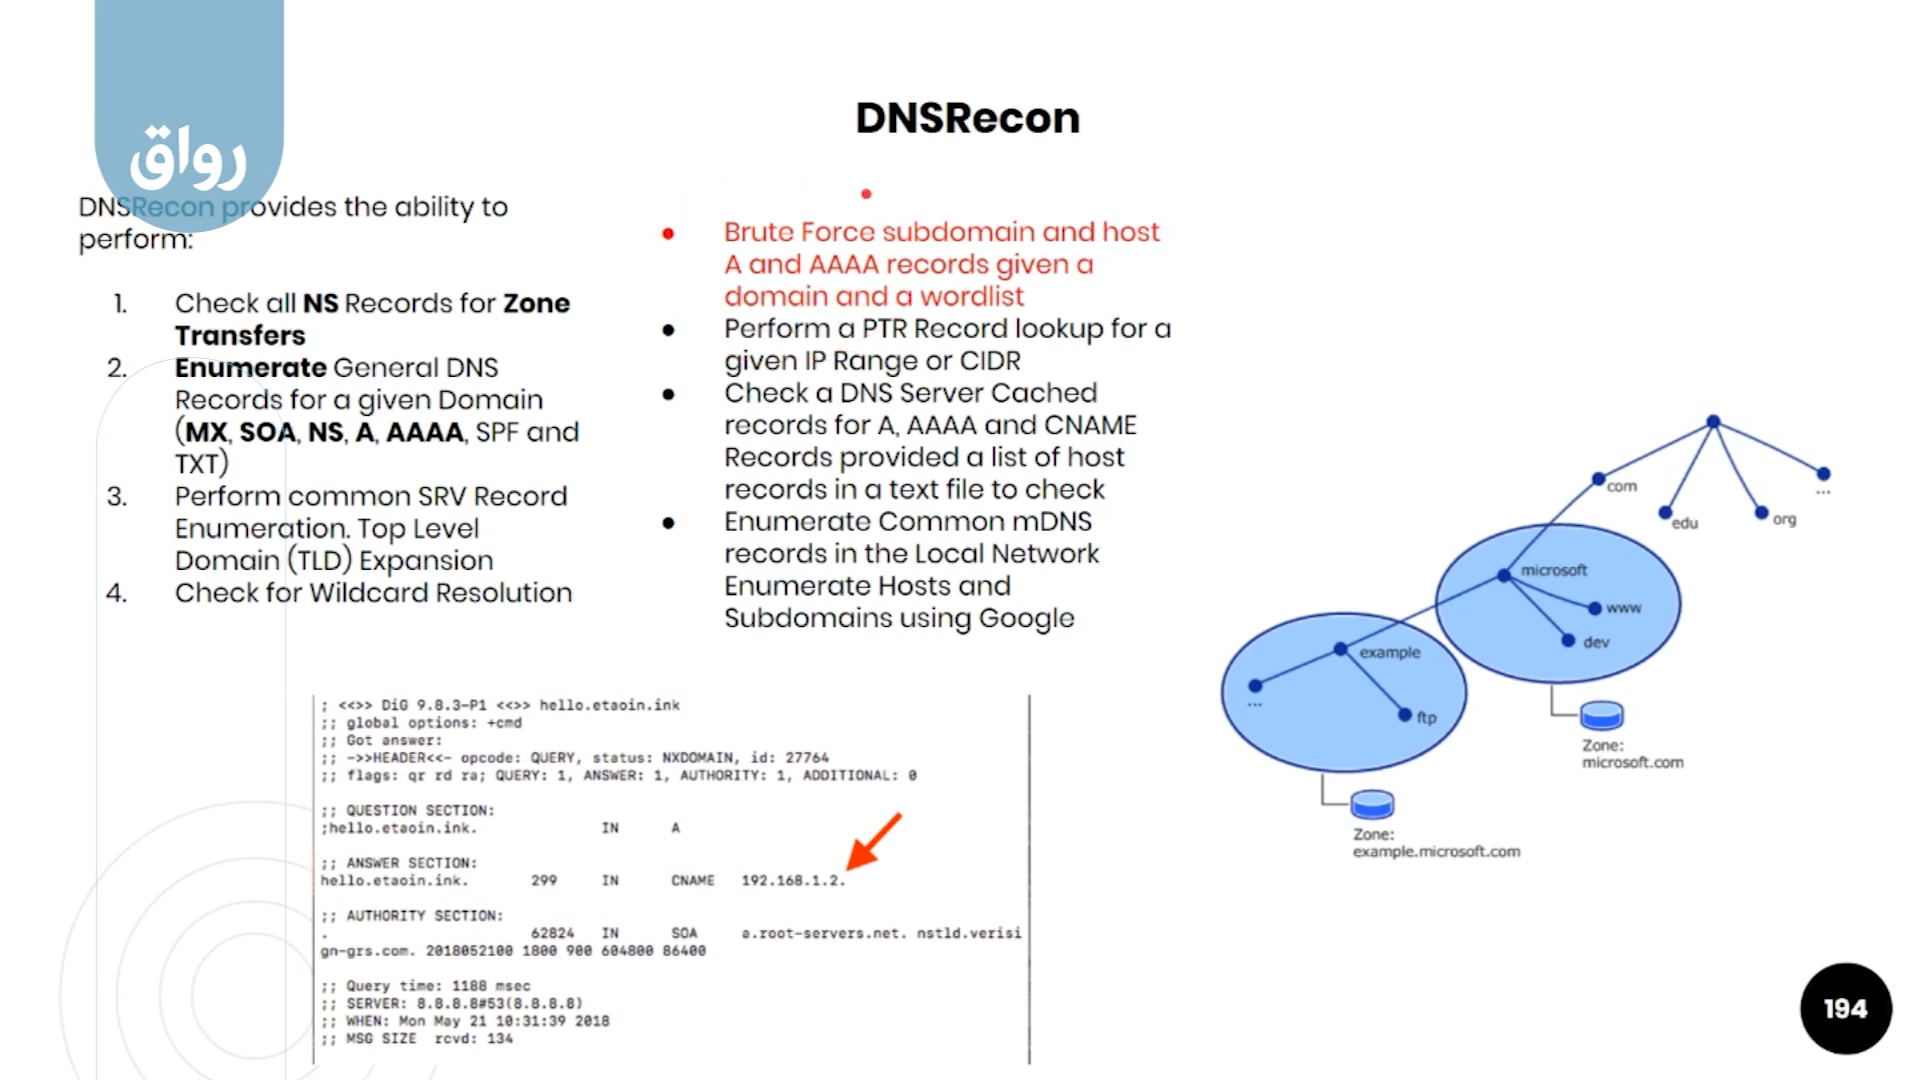 رواق
DNSRecon
DNSRecon provides the ability to
perform:
1. Check all NS Records for Zone
Transfers
2. Enumerate General DNS
Records for a given Domain
(MX, SOA, NS, A, AAAA, SPF and
TXT)
3. Perform common SRV Record
Enumeration. Top Level
Domain (TLD) Expansion
4. Check for Wildcard Resolution
● Brute Force subdomain and host
A and AAAA records given a
domain and a wordlist
● Perform a PTR Record lookup for a
given IP Range or CIDR
● Check a DNS Server Cached
records for A, AAAA and CNAME
Records provided a list of host
records in a text file to check
● Enumerate Common mDNS
records in the Local Network
Enumerate Hosts and
Subdomains using Google
; <<>> DiG 9.8.3-P1 <<>> hello.etaoin.ink
;; global options: +cmd
;; Got answer:
;; ->>HEADER<<- opcode: QUERY, status: NXDOMAIN, id: 27764
;; flags: qr rd ra; QUERY: 1, ANSWER: 1, AUTHORITY: 1, ADDITIONAL: 0
;; QUESTION SECTION:
;hello.etaoin.ink. IN A
;; ANSWER SECTION:
hello.etaoin.ink. 299 IN CNAME 192.168.1.2.
;; AUTHORITY SECTION:
. 62824 IN SOA a.root-servers.net. nstld.verisi
gn-grs.com. 2018052100 1800 900 604800 86400
;; Query time: 1188 msec
;; SERVER: 8.8.8.8#53(8.8.8.8)
;; WHEN: Mon May 21 10:31:39 2018
;; MSG SIZE rcvd: 134
com
edu
org
...
microsoft
www
dev
example
...
ftp
Zone:
microsoft.com
Zone:
example.microsoft.com
194